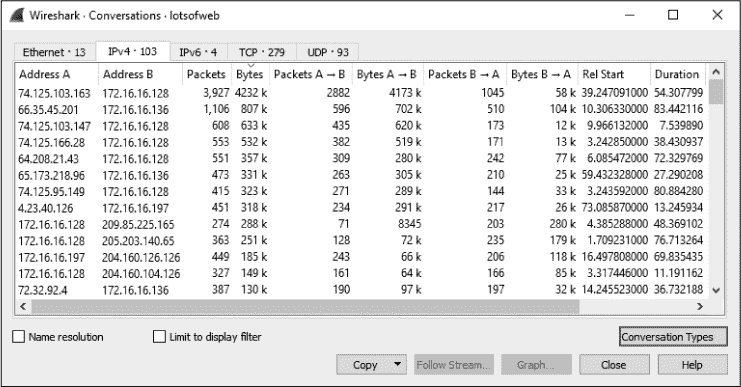 Wireshark · Conversations · lotsofweb
Ethernet · 13 IPv4 · 103 IPv6 · 4 TCP · 279 UDP · 93
Address A Address B Packets Bytes Packets A → B Bytes A → B Packets B → A Bytes B → A Rel Start Duration
74.125.103.163 172.16.16.128 3,927 4232 k 2882 4173 k 1045 58 k 39.247091000 54.307799
66.35.45.201 172.16.16.136 1,106 807 k 596 702 k 510 104 k 10.306330000 83.442116
74.125.103.147 172.16.16.128 608 633 k 435 620 k 173 12 k 9.966132000 7.539890
74.125.166.28 172.16.16.128 553 532 k 382 519 k 171 13 k 3.242850000 38.430937
64.208.21.43 172.16.16.128 551 357 k 309 280 k 242 77 k 6.085472000 72.329769
65.173.218.96 172.16.16.136 473 331 k 263 305 k 210 25 k 59.432328000 27.290208
74.125.95.149 172.16.16.128 415 323 k 271 289 k 144 33 k 3.243592000 80.884280
4.23.40.126 172.16.16.197 451 318 k 234 291 k 217 26 k 73.085870000 13.245934
172.16.16.128 209.85.225.165 274 288 k 71 8345 203 280 k 4.385288000 48.369102
172.16.16.128 205.203.140.65 363 251 k 128 72 k 235 179 k 1.709231000 76.713264
172.16.16.197 204.160.126.126 449 185 k 243 66 k 206 118 k 16.497808000 69.835435
172.16.16.128 204.160.104.126 327 149 k 161 64 k 166 85 k 3.317446000 11.191162
72.32.92.4 172.16.16.136 387 130 k 190 97 k 197 32 k 14.245523000 36.732188
Name resolution Limit to display filter Conversation Types
Copy Follow Stream... Graph... Close Help